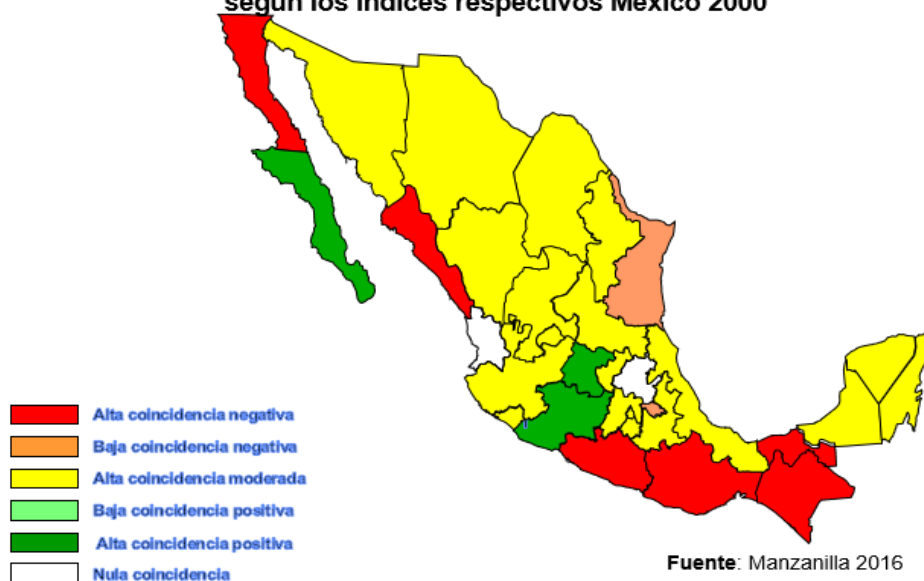 según los índices respectivos México 2000
Alta coincidencia negativa
Baja coincidencia negativa
Alta coincidencia moderada
Baja coincidencia positiva
Alta coincidencia positiva
Nula coincidencia
Fuente: Manzanilla 2016